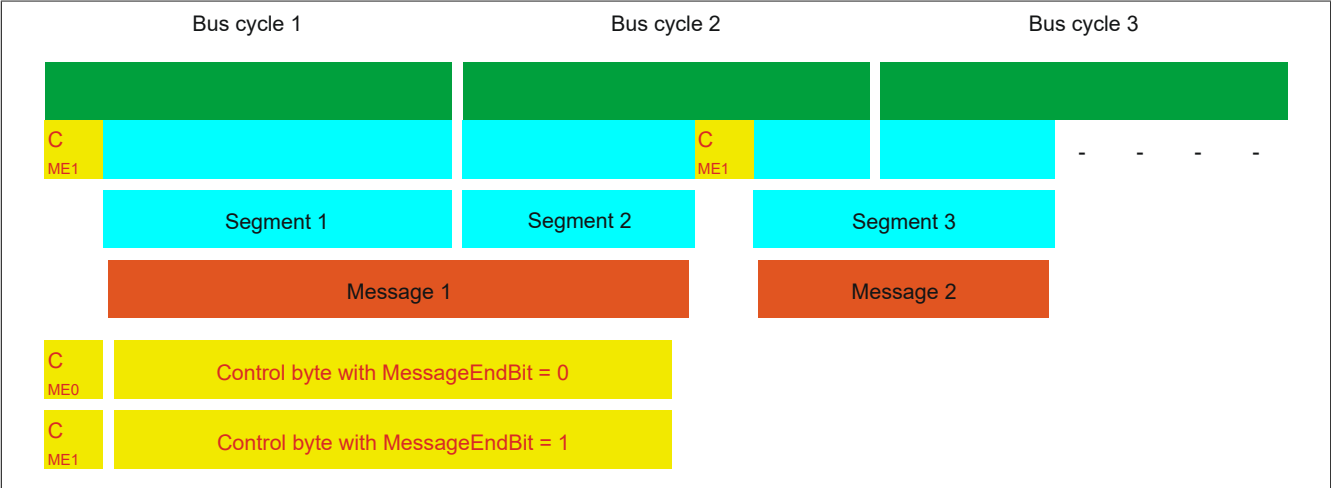 Bus cycle 1 Bus cycle 2 Bus cycle 3
C C
ME1 ME1 - - - -
Segment 1 Segment 2 Segment 3
Message 1 Message 2
C
ME0
Control byte with MessageEndBit = 0
C
ME1
Control byte with MessageEndBit = 1